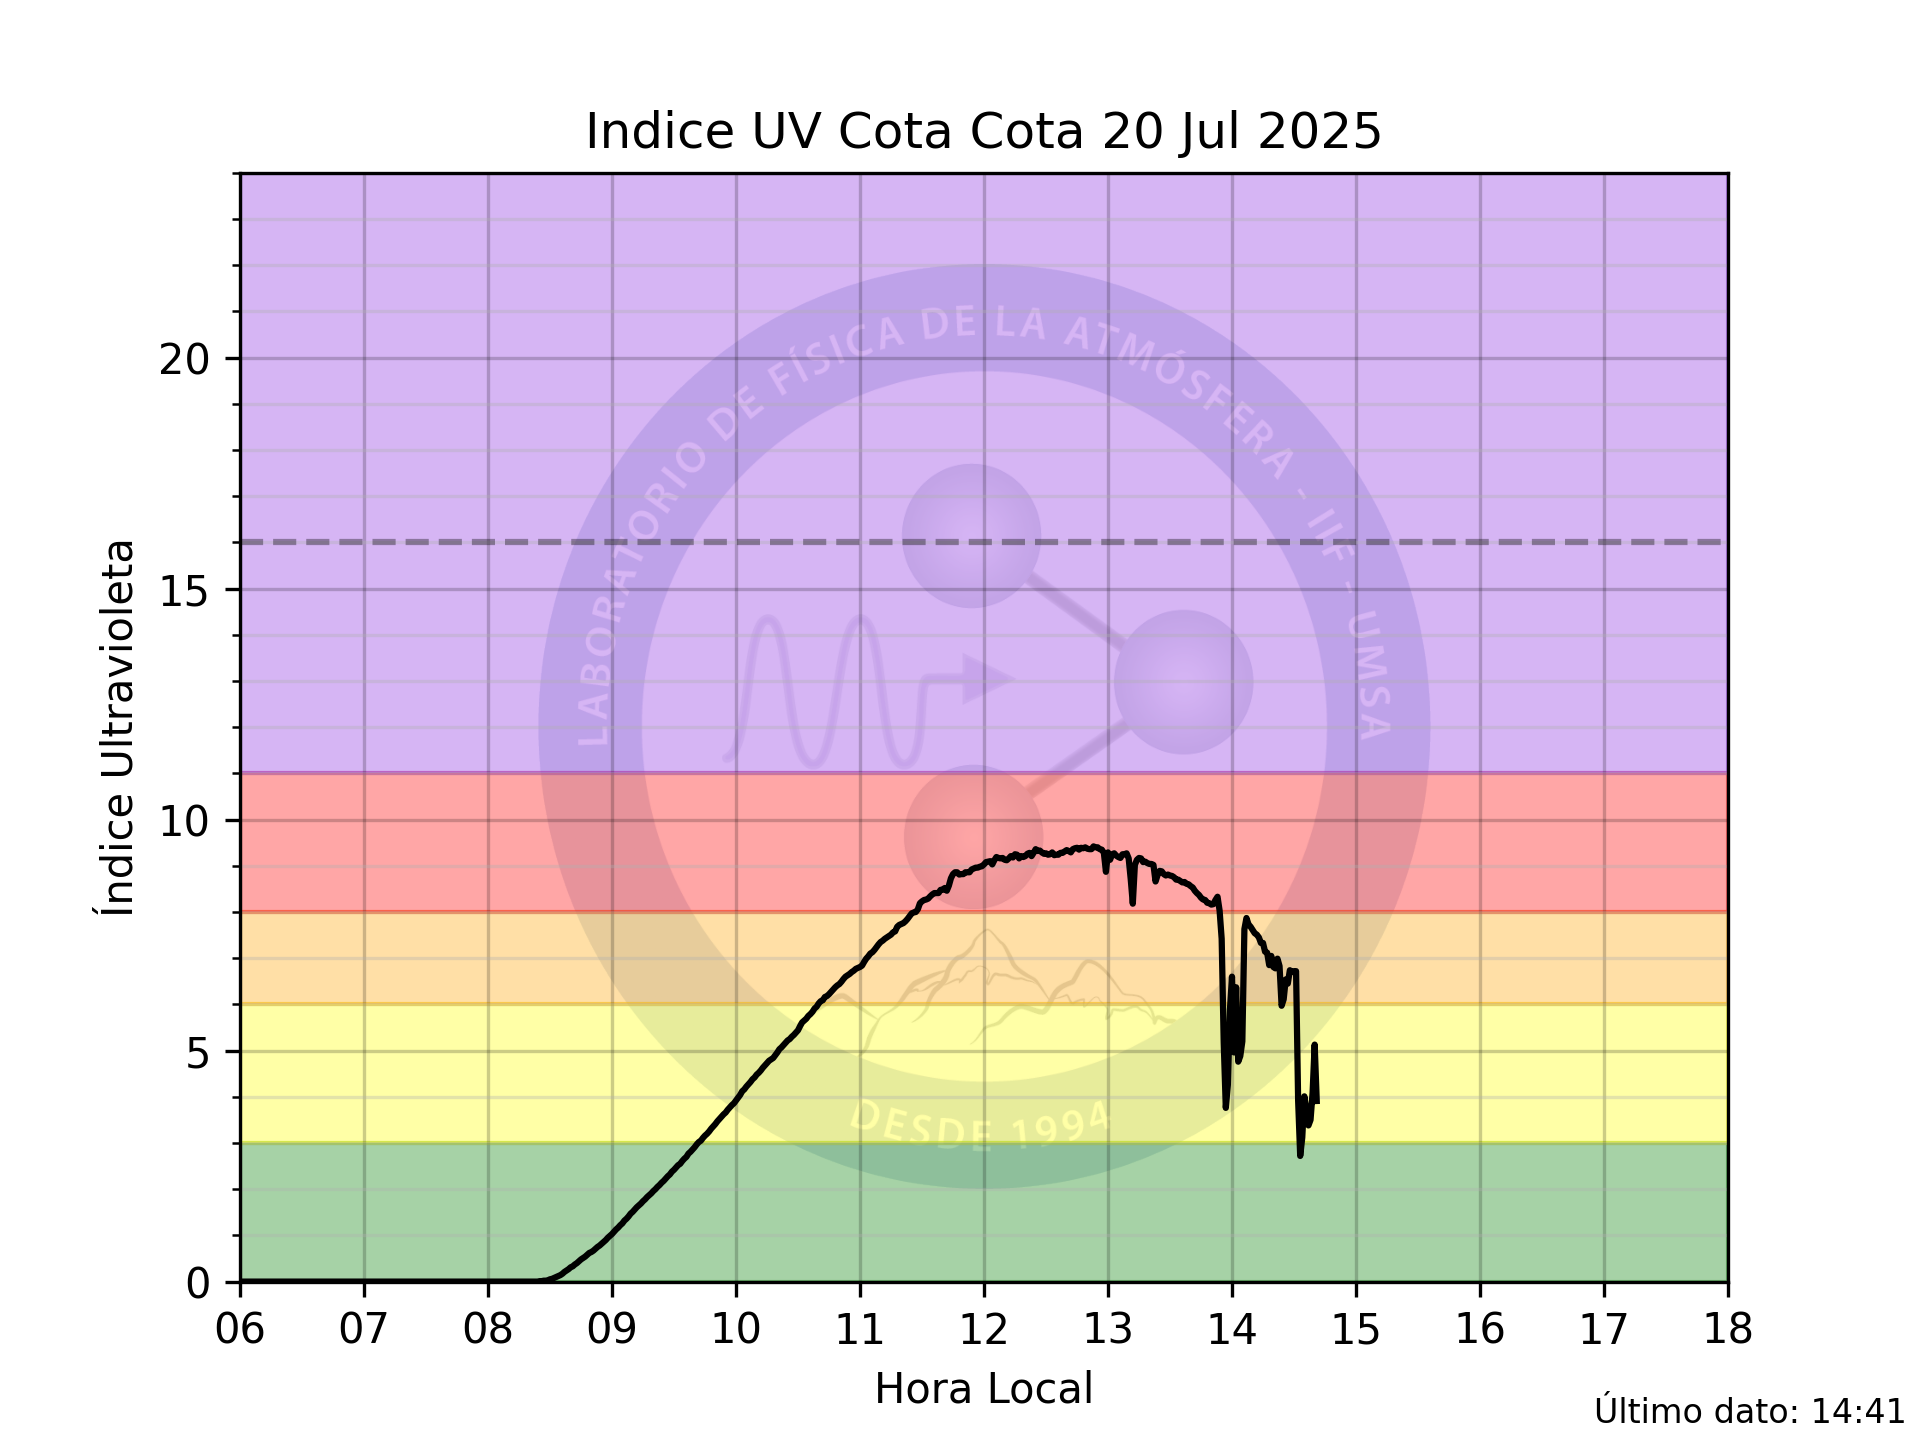 Indice UV Cota Cota 20 Jul 2025
LABORATORIO DE FÍSICA DE LA ATMÓSFERA - IIF - UMSA
DESDE 1994
Índice Ultravioleta
20
15
10
5
0
06 07 08 09 10 11 12 13 14 15 16 17 18
Hora Local
Último dato: 14:41